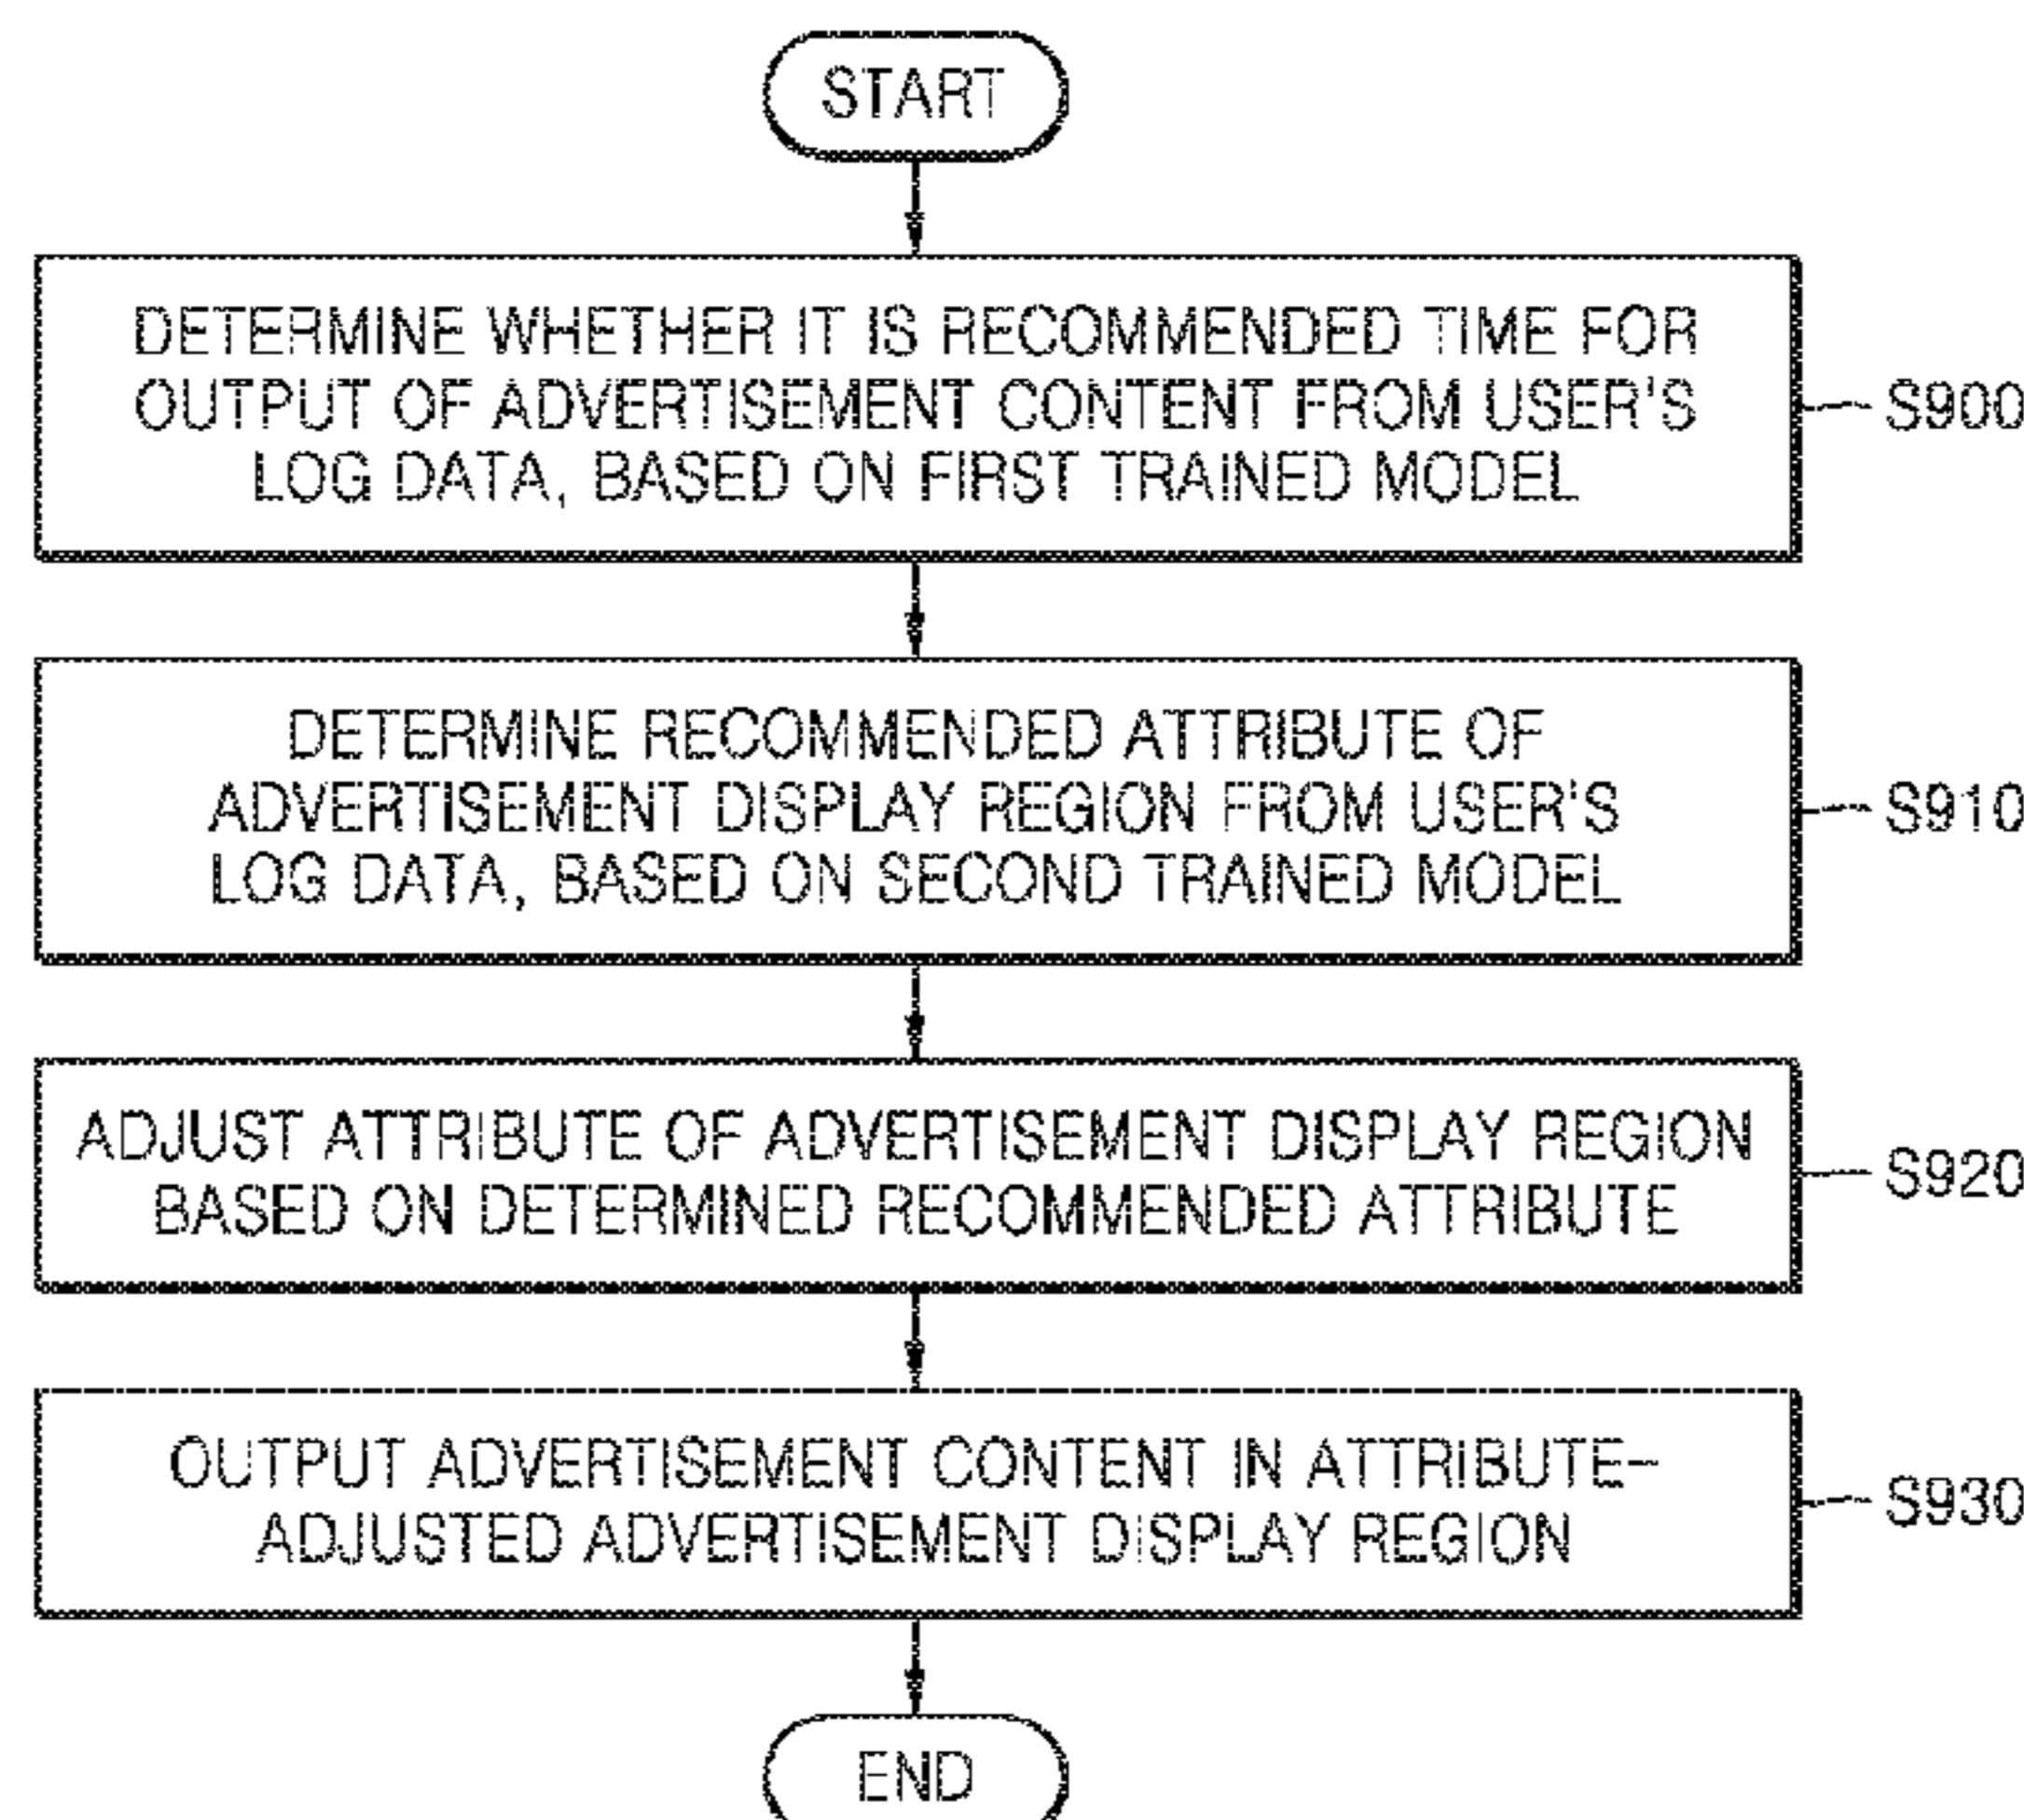 START
DETERMINE WHETHER IT IS RECOMMENDED TIME FOR
OUTPUT OF ADVERTISEMENT CONTENT FROM USER'S
LOG DATA, BASED ON FIRST TRAINED MODEL
S900
DETERMINE RECOMMENDED ATTRIBUTE OF
ADVERTISEMENT DISPLAY REGION FROM USER'S
LOG DATA, BASED ON SECOND TRAINED MODEL
S910
ADJUST ATTRIBUTE OF ADVERTISEMENT DISPLAY REGION
BASED ON DETERMINED RECOMMENDED ATTRIBUTE
S920
OUTPUT ADVERTISEMENT CONTENT IN ATTRIBUTE-
ADJUSTED ADVERTISEMENT DISPLAY REGION
S930
END